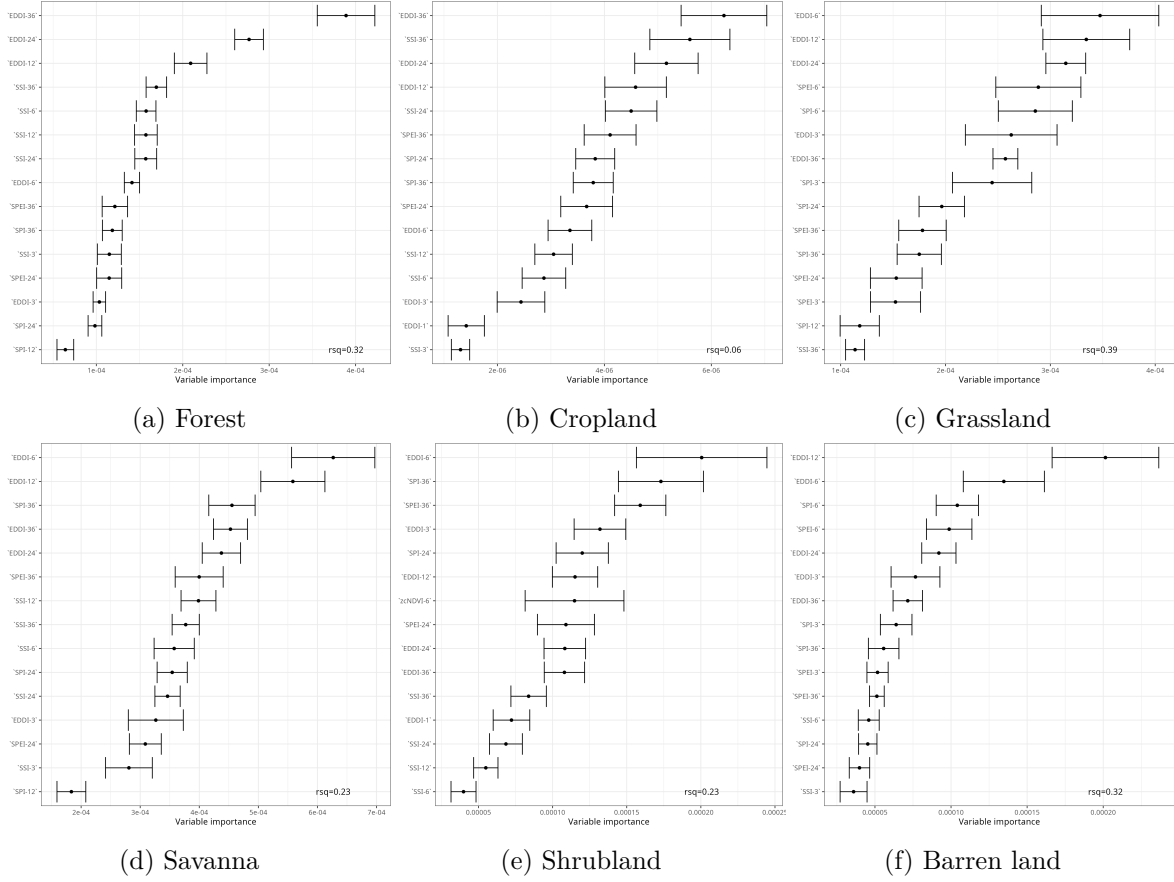 `EDDI-36`
`EDDI-24`
`EDDI-12`
`SSI-36`
`SSI-6`
`SSI-12`
`SSI-24`
`EDDI-6`
`SPEI-36`
`SPI-36`
`SSI-3`
`SPEI-24`
`EDDI-3`
`SPI-24`
`SPI-12`
rsq=0.32
1e-04 2e-04 3e-04 4e-04
Variable importance
(a) Forest
`EDDI-36`
`SSI-36`
`EDDI-24`
`EDDI-12`
`SSI-24`
`SPEI-36`
`SPI-24`
`SPI-36`
`SPEI-24`
`EDDI-6`
`SSI-12`
`SSI-6`
`EDDI-3`
`EDDI-1`
`SSI-3`
rsq=0.06
2e-06 4e-06 6e-06
Variable importance
(b) Cropland
`EDDI-6`
`EDDI-12`
`EDDI-24`
`SPEI-6`
`SPI-6`
`EDDI-3`
`EDDI-36`
`SPI-3`
`SPI-24`
`SPEI-36`
`SPI-36`
`SPEI-24`
`SPEI-3`
`SPI-12`
`SSI-36`
rsq=0.39
1e-04 2e-04 3e-04 4e-04
Variable importance
(c) Grassland
`EDDI-6`
`EDDI-12`
`SPI-36`
`EDDI-36`
`EDDI-24`
`SPEI-36`
`SSI-12`
`SSI-36`
`SSI-6`
`SPI-24`
`SSI-24`
`EDDI-3`
`SPEI-24`
`SSI-3`
`SPI-12`
rsq=0.23
2e-04 3e-04 4e-04 5e-04 6e-04 7e-04
Variable importance
(d) Savanna
`EDDI-6`
`SPI-36`
`SPEI-36`
`EDDI-3`
`SPI-24`
`EDDI-12`
`zcNDVI-6`
`SPEI-24`
`EDDI-24`
`EDDI-36`
`SSI-36`
`EDDI-1`
`SSI-24`
`SSI-12`
`SSI-6`
rsq=0.23
0.00005 0.00010 0.00015 0.00020 0.00025
Variable importance
(e) Shrubland
`EDDI-12`
`EDDI-6`
`SPI-6`
`SPEI-6`
`EDDI-24`
`EDDI-3`
`EDDI-36`
`SPI-3`
`SPI-36`
`SPEI-3`
`SPEI-36`
`SSI-6`
`SPI-24`
`SPEI-24`
`SSI-3`
rsq=0.32
0.00005 0.00010 0.00015 0.00020
Variable importance
(f) Barren land